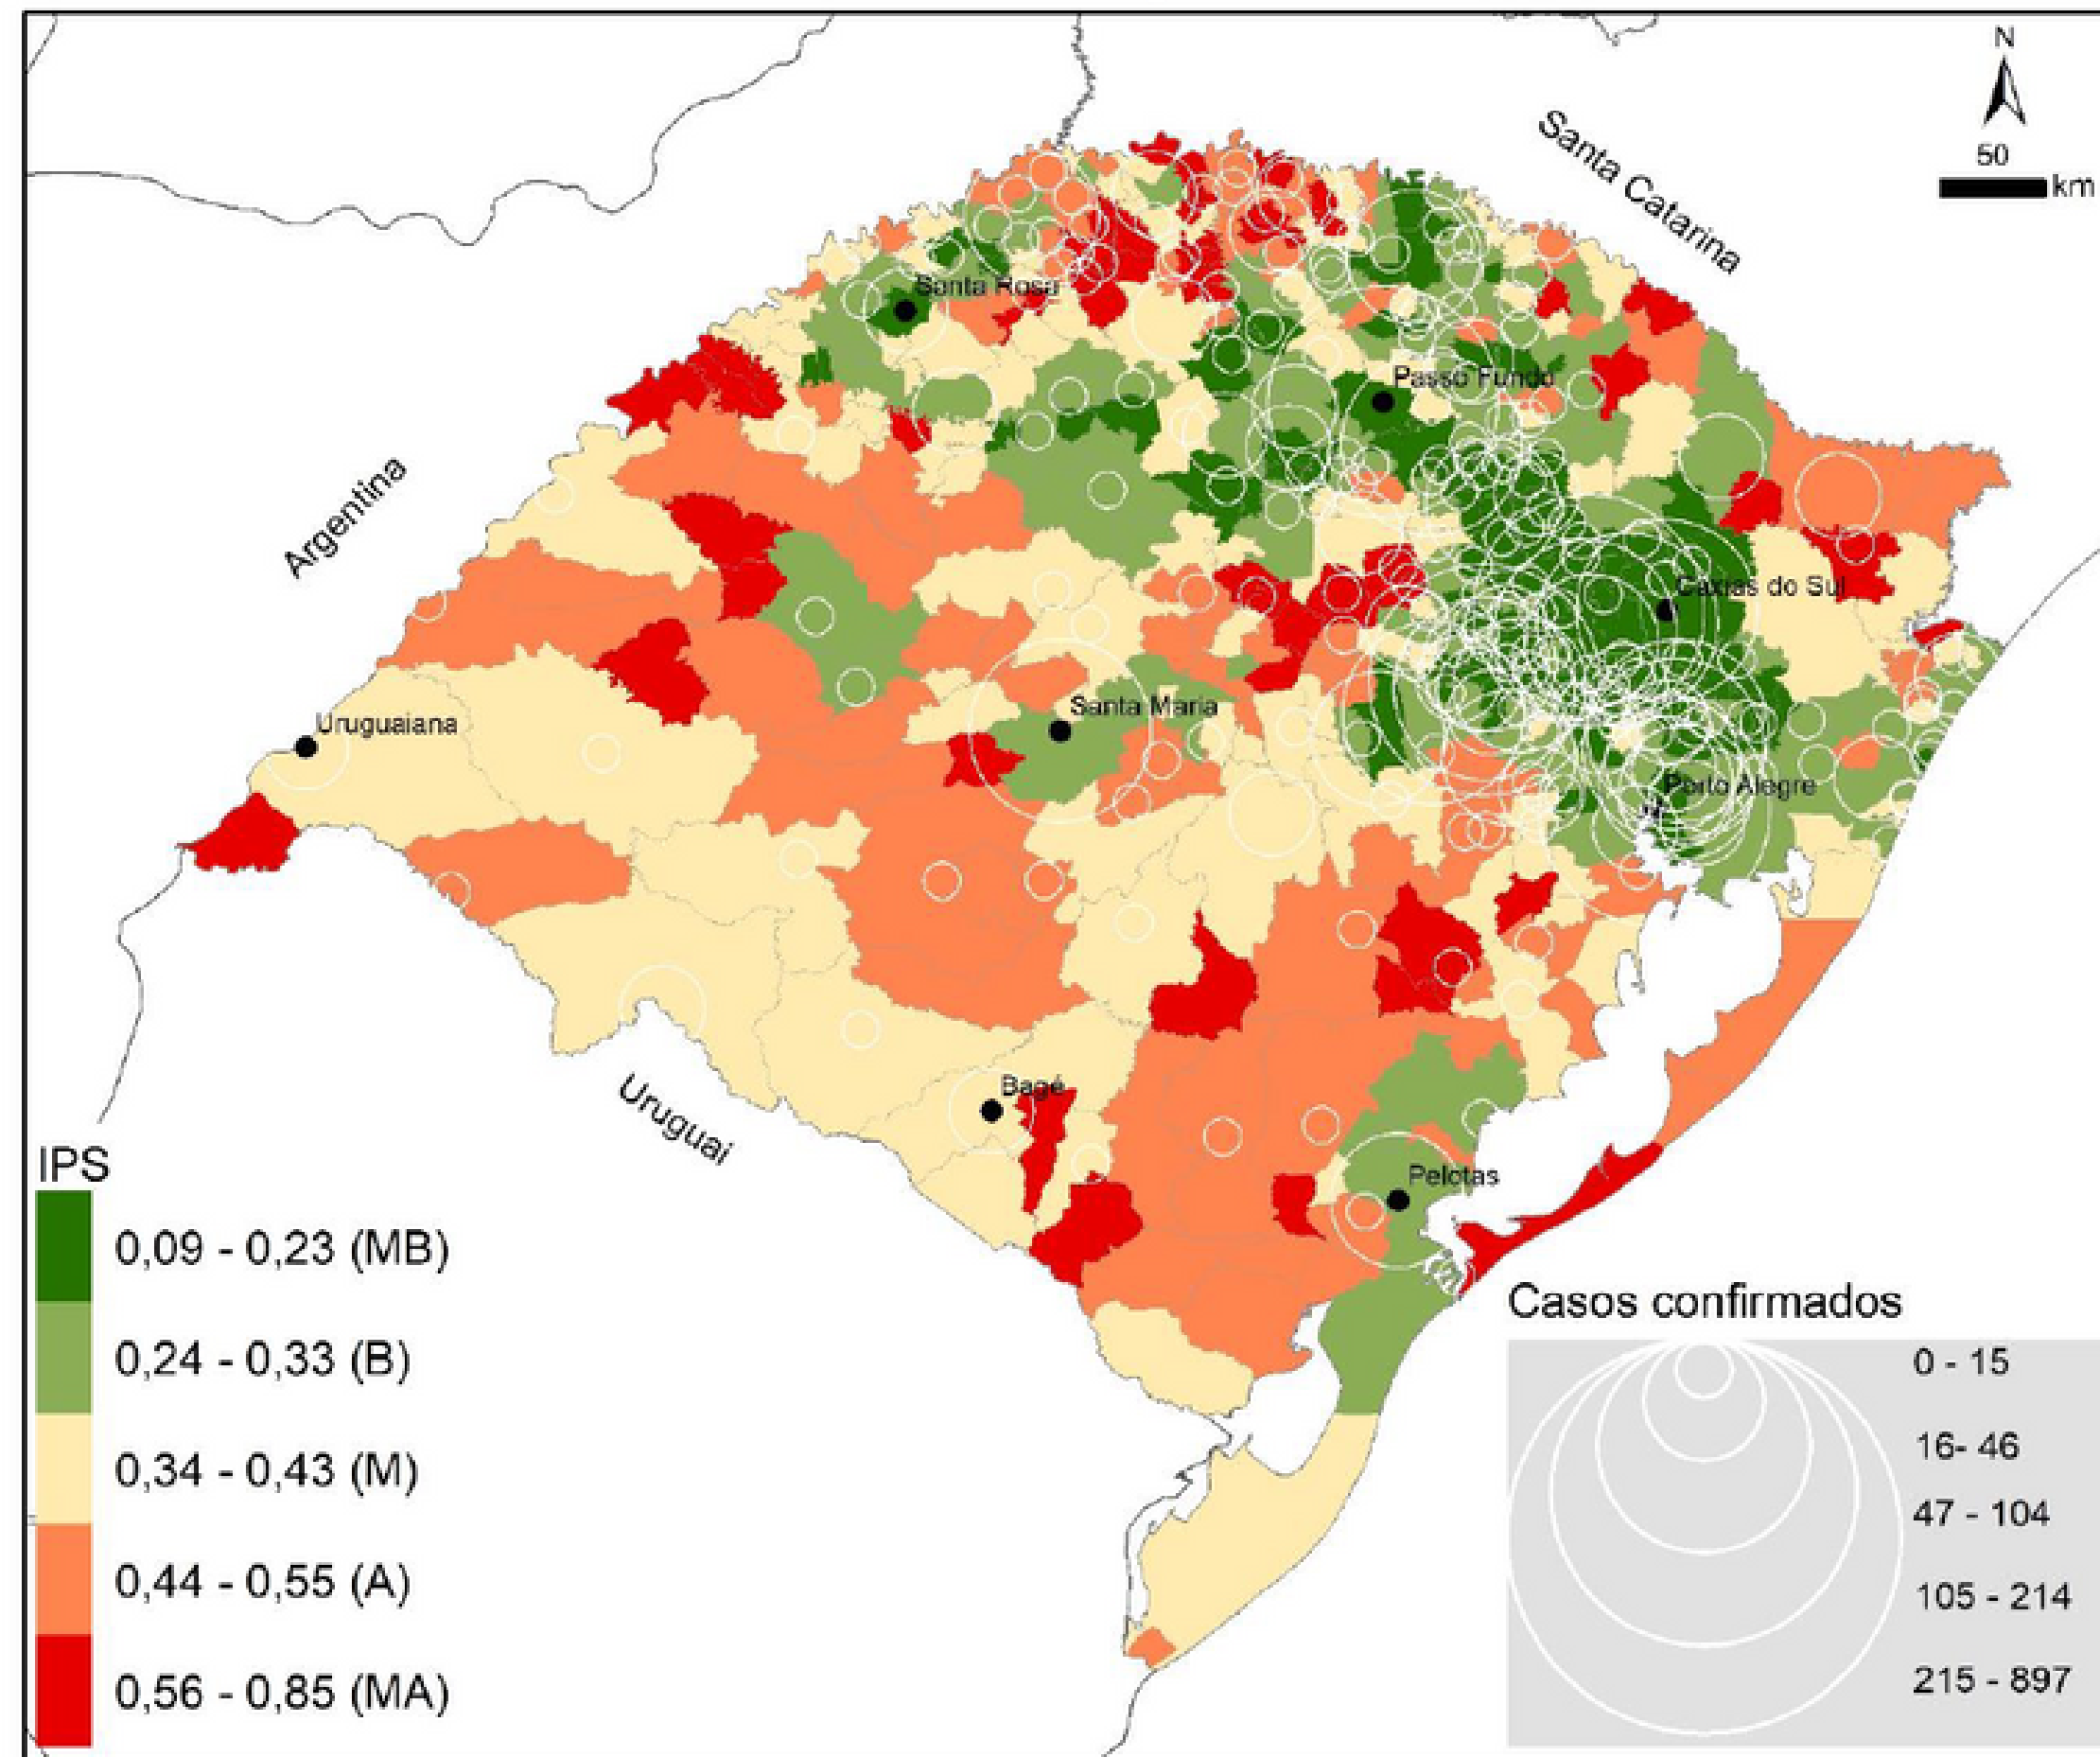 N
50
km
Santa Catarina
Santa Rosa
Passo Fundo
Argentina
Caxias do Sul
Santa Maria
Uruguaiana
Porto Alegre
Uruguai
Bagé
Pelotas
IPS
0,09 - 0,23 (MB)
0,24 - 0,33 (B)
0,34 - 0,43 (M)
0,44 - 0,55 (A)
0,56 - 0,85 (MA)
Casos confirmados
0 - 15
16- 46
47 - 104
105 - 214
215 - 897